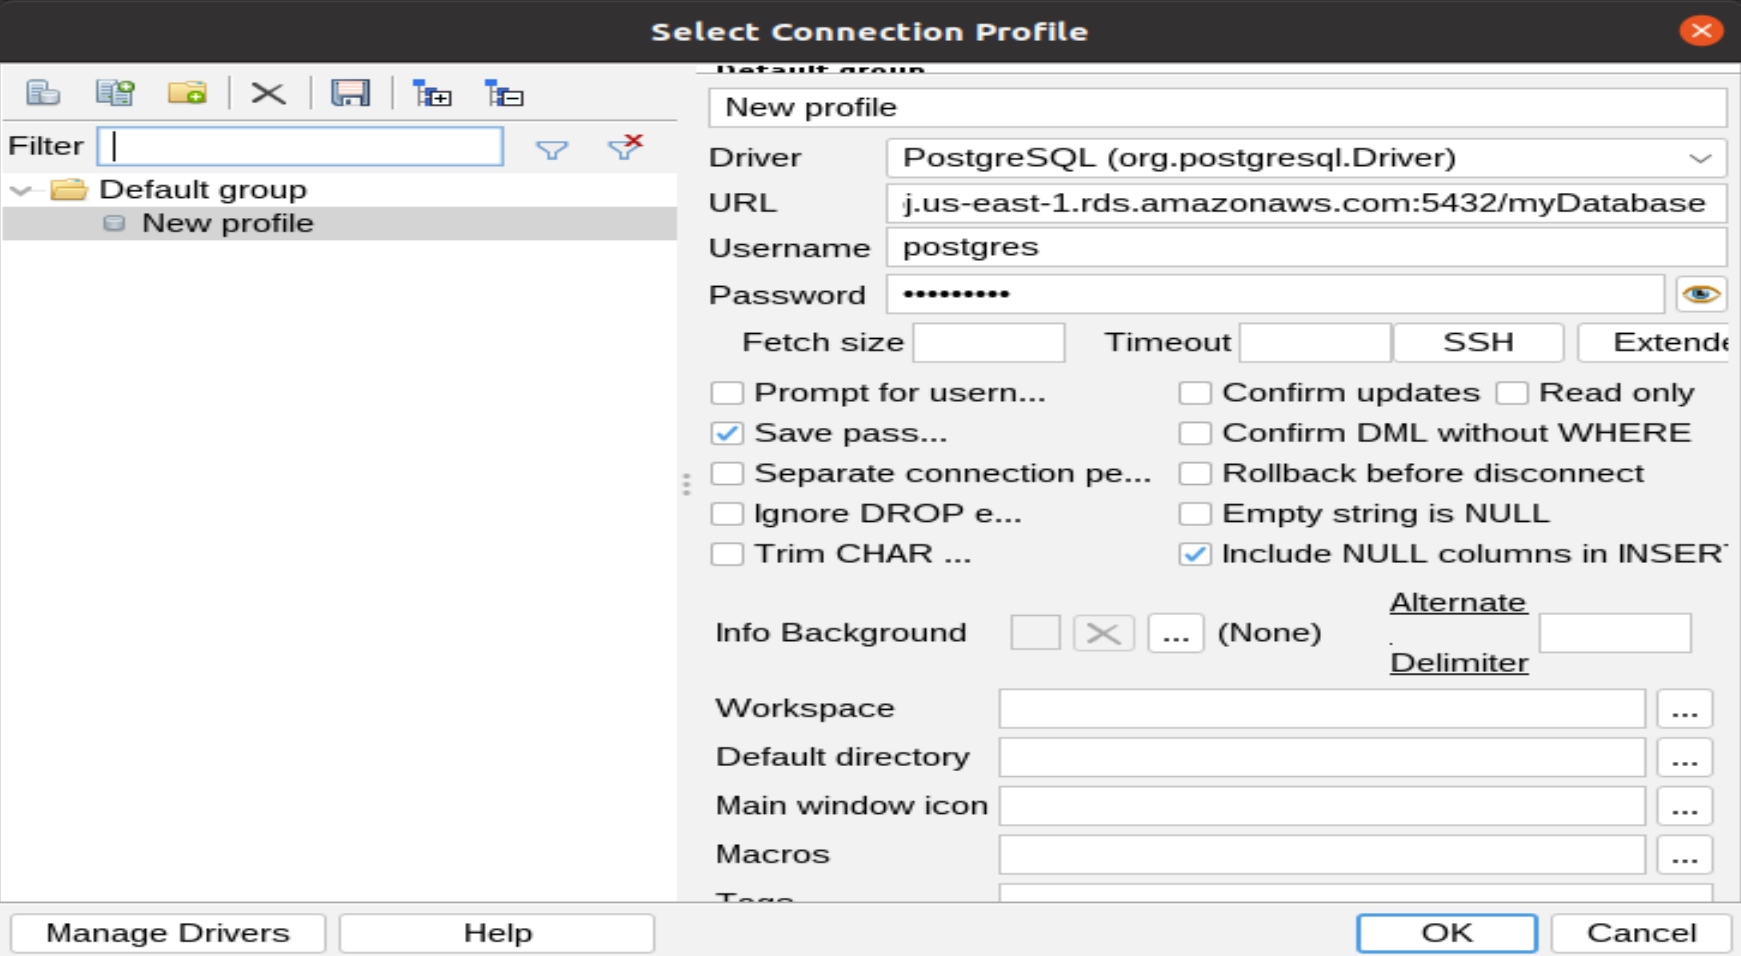 Select Connection Profile
Default group
Filter
Default group
New profile
New profile
Driver PostgreSQL (org.postgresql.Driver)
URL j.us-east-1.rds.amazonaws.com:5432/myDatabase
Username postgres
Password •••••••••
Fetch size Timeout SSH Extende
Prompt for usern... Confirm updates Read only
Save pass... Confirm DML without WHERE
Separate connection pe... Rollback before disconnect
Ignore DROP e... Empty string is NULL
Trim CHAR ... Include NULL columns in INSERT
Alternate
Info Background ... (None)
Delimiter
Workspace ...
Default directory ...
Main window icon ...
Macros ...
Tags
Manage Drivers Help OK Cancel